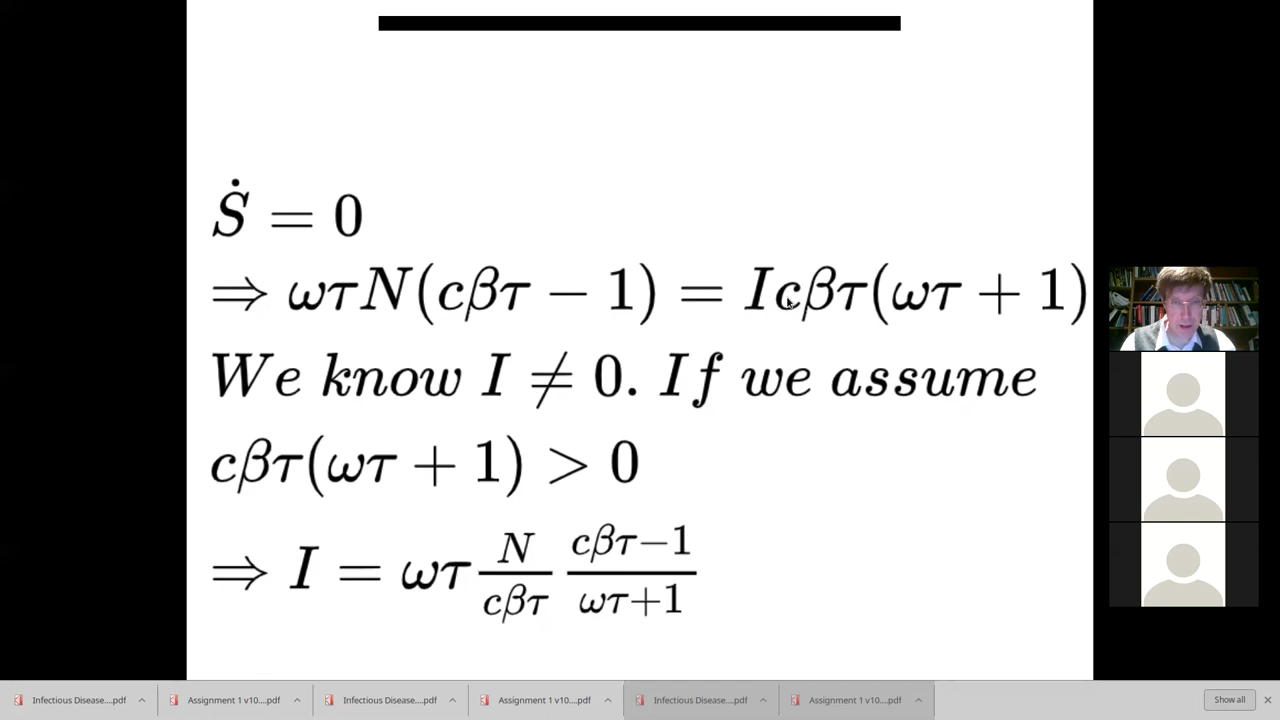 Ṡ = 0
⇒ ωτN(cβτ − 1) = Icβτ(ωτ + 1)
We know I ≠ 0. If we assume
cβτ(ωτ + 1) > 0
⇒ I = ωτ N/cβτ cβτ−1/ωτ+1
Infectious Disease....pdf
Assignment 1 v10....pdf
Infectious Disease....pdf
Assignment 1 v10....pdf
Infectious Disease....pdf
Assignment 1 v10....pdf
Show all